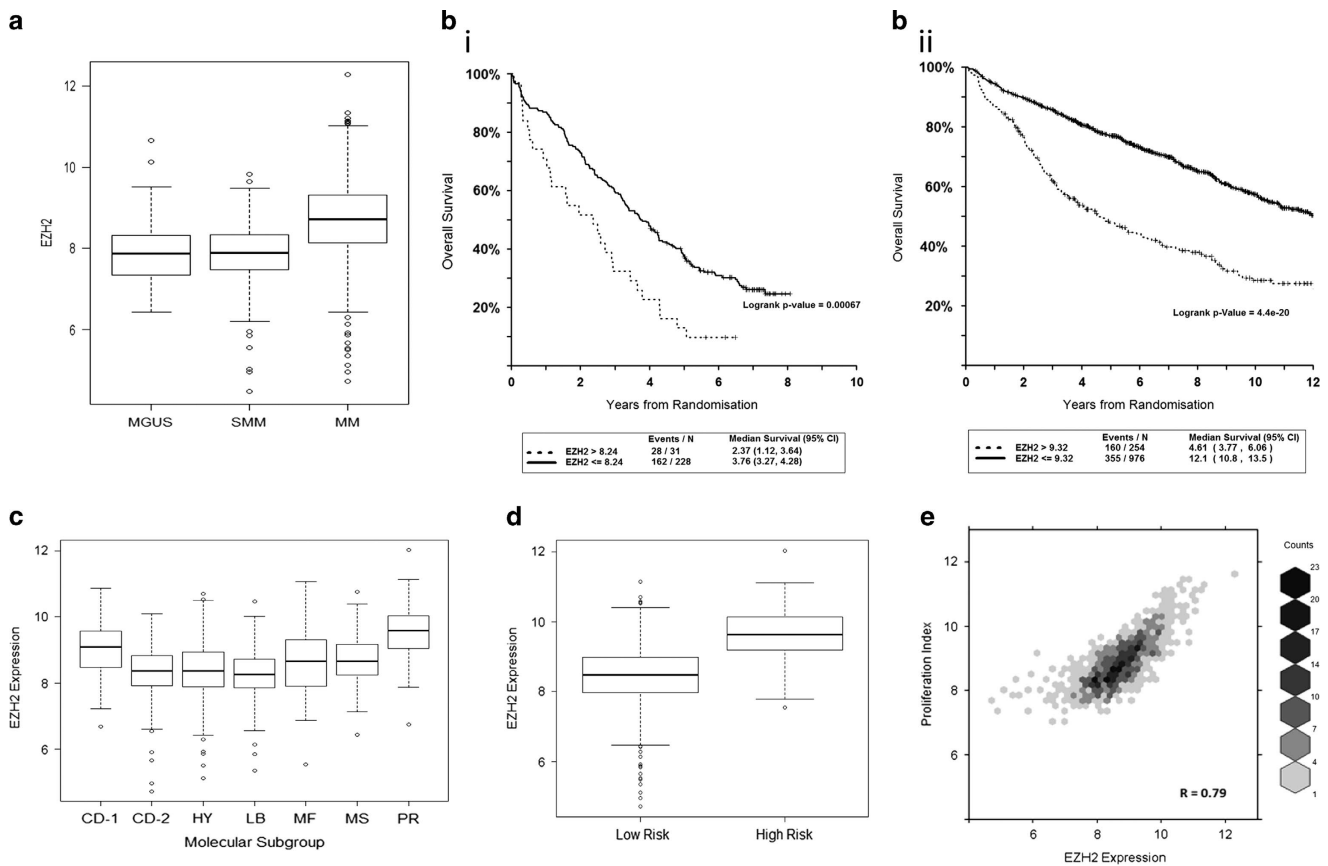 a
12
10
8
6
EZH2
MGUS SMM MM
b
i
100%
80%
60%
40%
20%
Overall Survival
Logrank p-value = 0.00067
0 2 4 6 8 10
Years from Randomisation
Events / N Median Survival (95% CI)
EZH2 > 8.24 28 / 31 2.37 (1.12, 3.64)
EZH2 <= 8.24 162 / 228 3.76 (3.27, 4.28)
b
ii
100%
80%
60%
40%
20%
Overall Survival
Logrank p-Value = 4.4e-20
0 2 4 6 8 10 12
Years from Randomisation
Events / N Median Survival (95% CI)
EZH2 > 9.32 160 / 254 4.61 ( 3.77 , 6.06 )
EZH2 <= 9.32 355 / 976 12.1 ( 10.8 , 13.5 )
c
12
10
8
6
EZH2 Expression
CD-1 CD-2 HY LB MF MS PR
Molecular Subgroup
d
12
10
8
6
EZH2 Expression
Low Risk High Risk
e
12
10
8
6
4
Proliferation Index
R = 0.79
6 8 10 12
EZH2 Expression
Counts
23
20
17
14
10
7
4
1